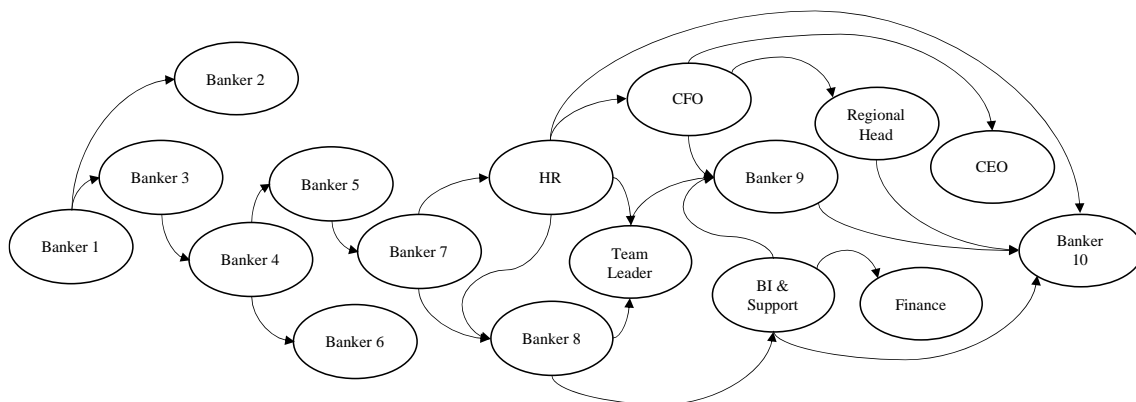 Banker 2
CFO
Regional
Head
CEO
Banker 3
Banker 5
HR
Banker 9
Banker 1
Banker 4
Banker 7
Team
Leader
Banker
10
BI &
Support
Finance
Banker 6
Banker 8